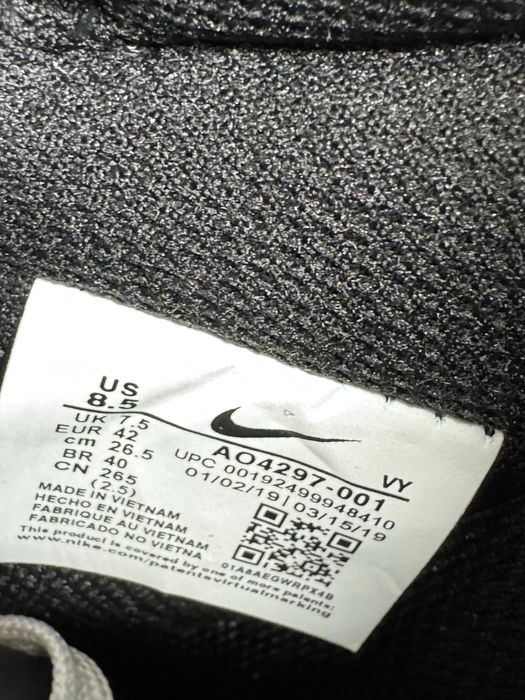 US
8.5
UK 7.5
EUR 42
cm 26.5
BR 40
CN 265
(2.5)
AO4297-001 VY
UPC 00192499948410
01/02/19 | 03/15/19
MADE IN VIETNAM
HECHO EN VIETNAM
FABRIQUE AU VIETNAM
FABRICADO NO VIETNA
01A8AEGWRPX4B
This product is covered by one of more patents:
www.nike.com/patentsvirtualmarking